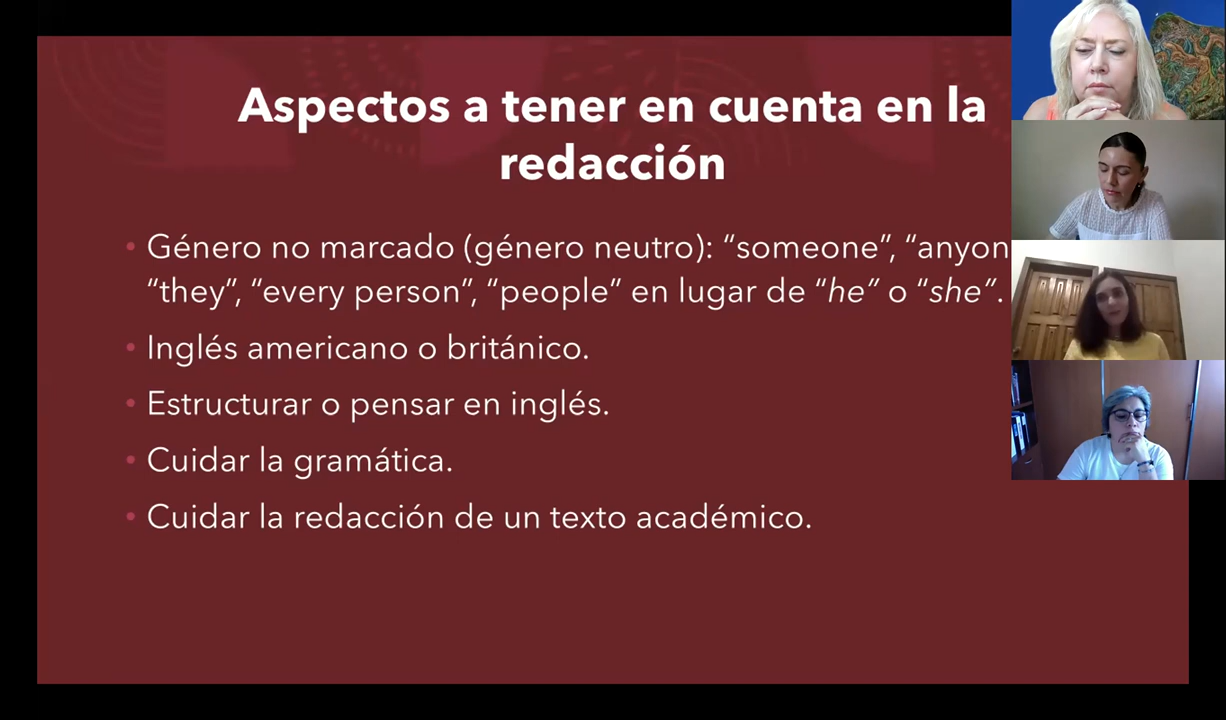 Aspectos a tener en cuenta en la
redacción
• Género no marcado (género neutro): “someone”, “anyon
“they”, “every person”, “people” en lugar de “he” o “she”.
• Inglés americano o británico.
• Estructurar o pensar en inglés.
• Cuidar la gramática.
• Cuidar la redacción de un texto académico.